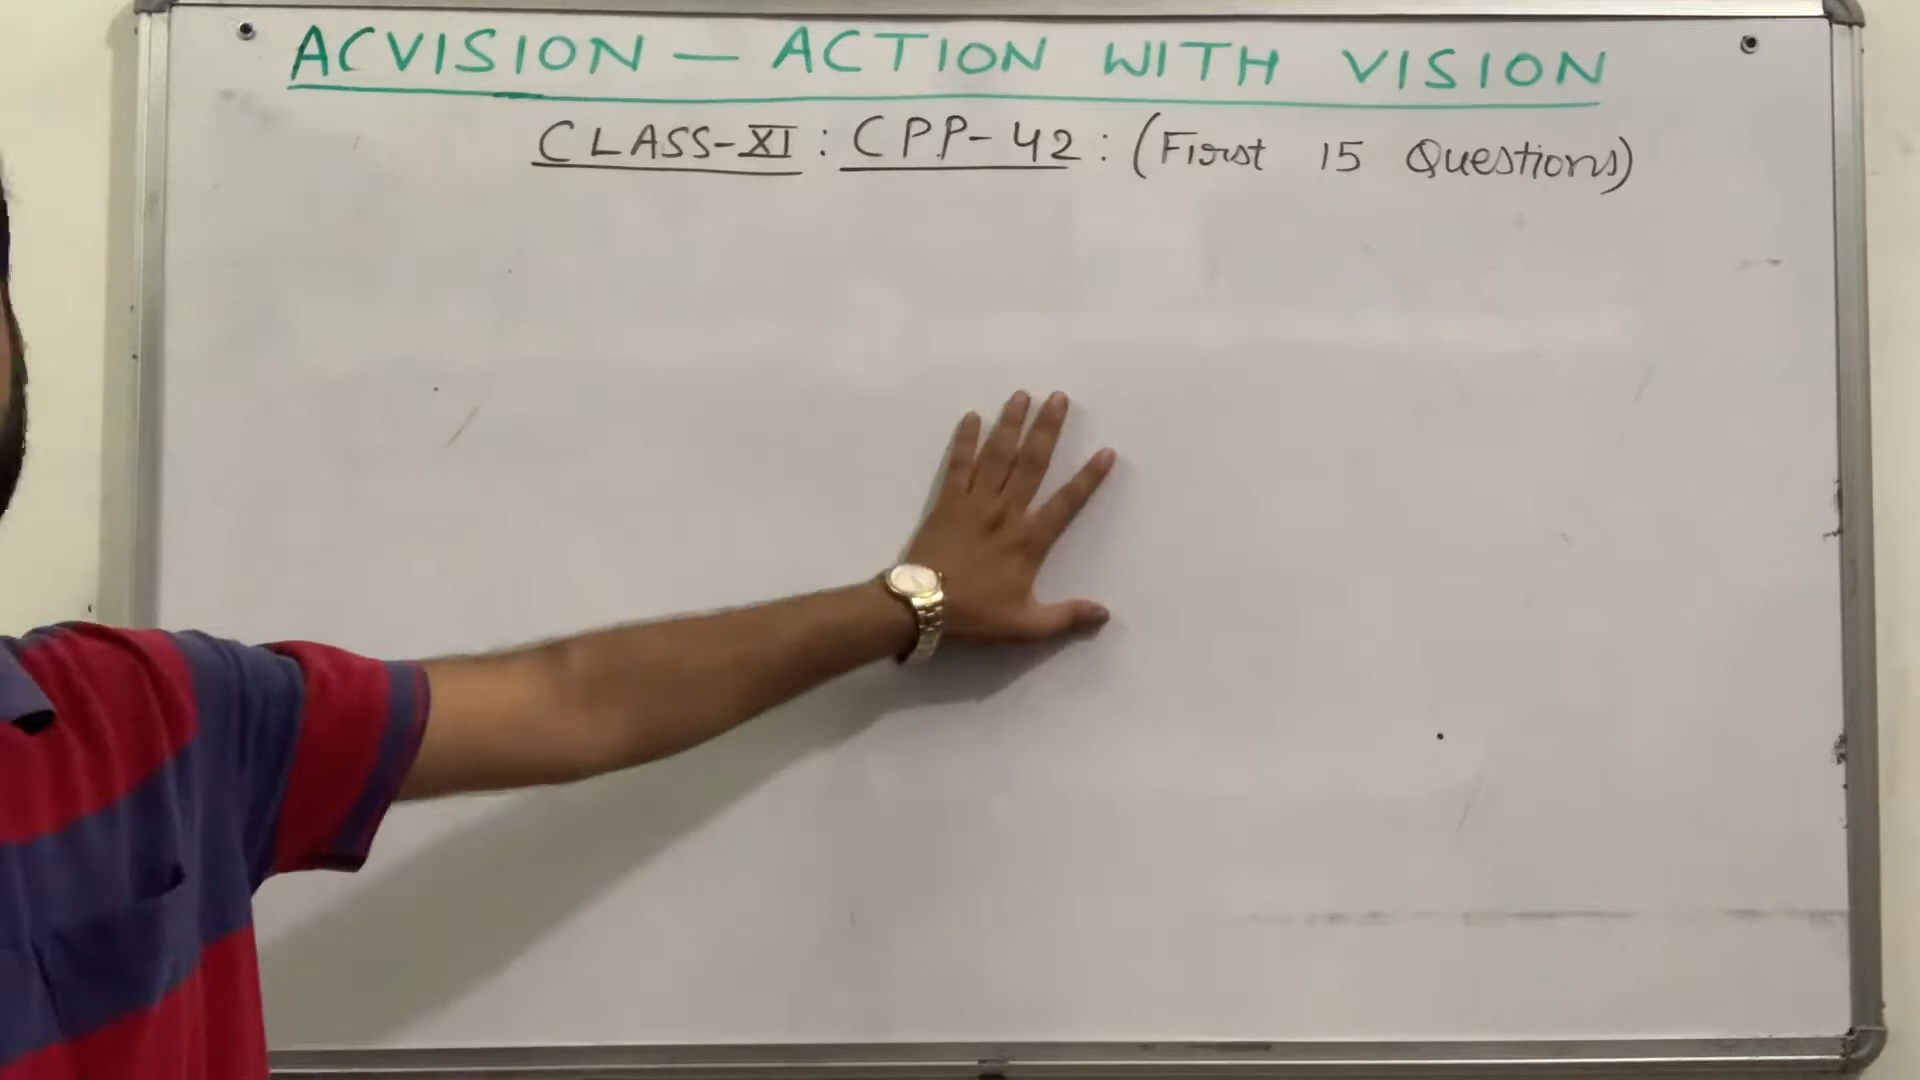 ACVISION — ACTION WITH VISION
CLASS-XI : CPP-42 : (First 15 Questions)